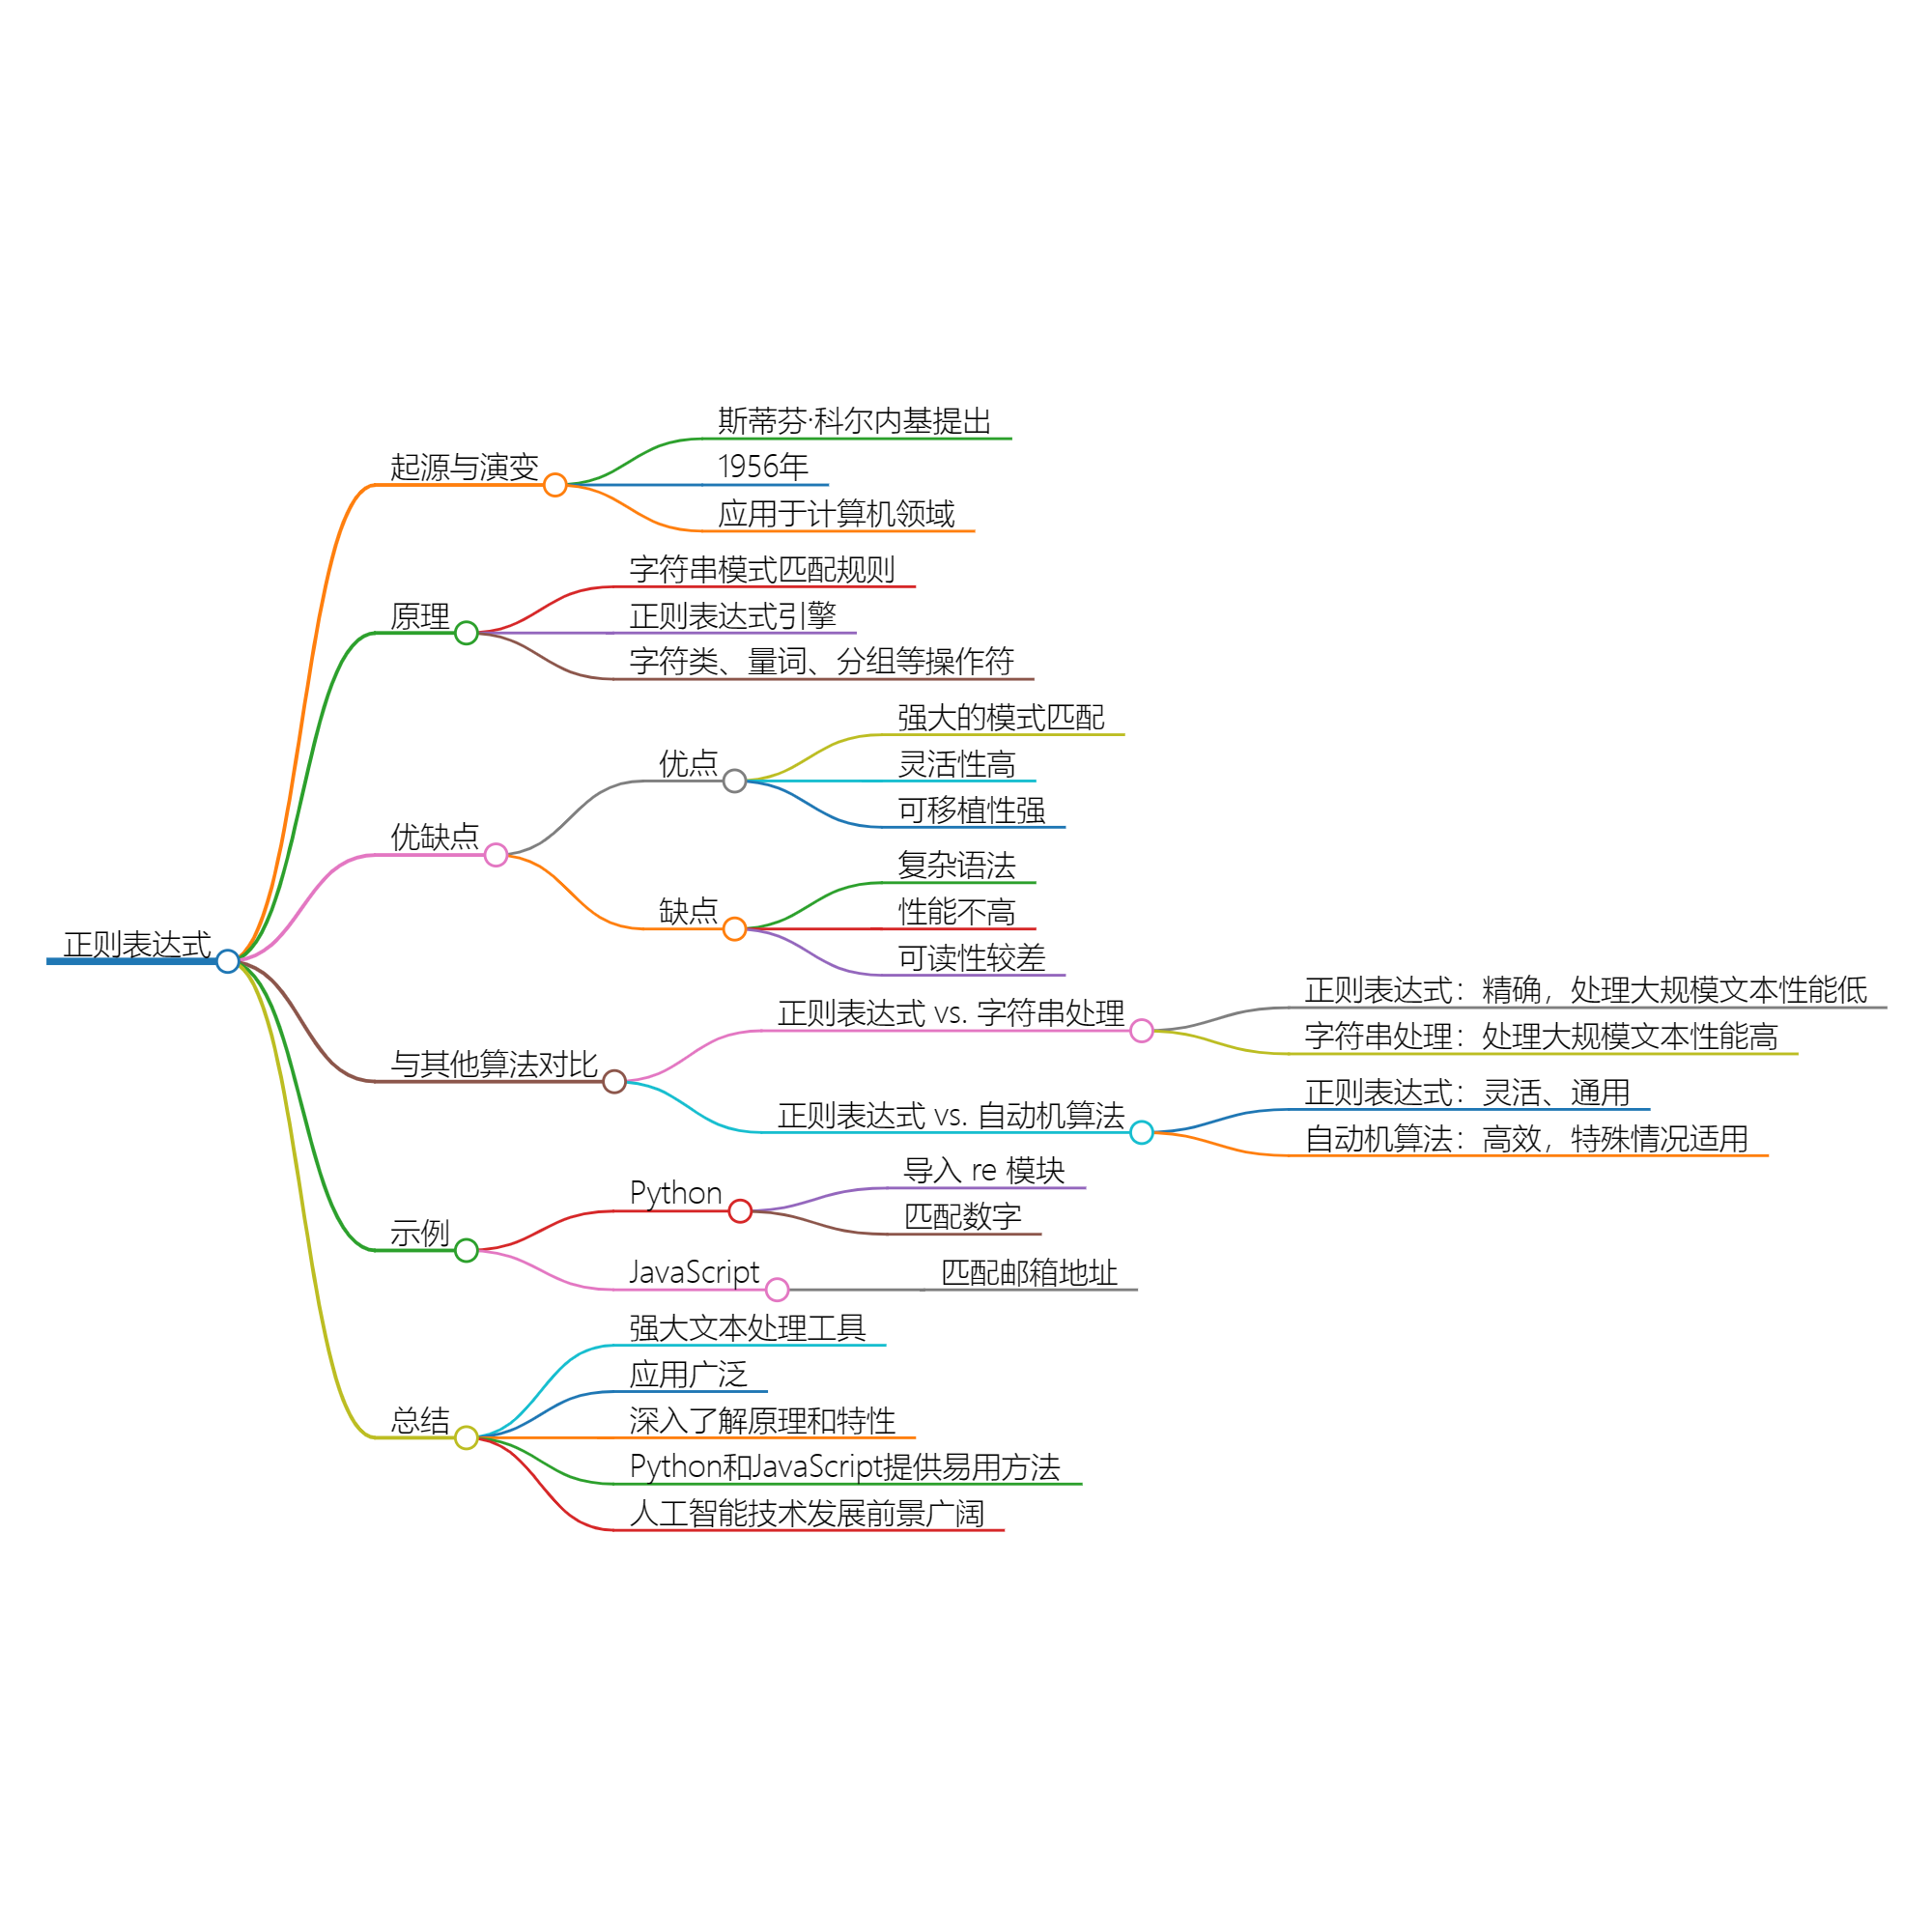 正则表达式
起源与演变
斯蒂芬·科尔内基提出
1956年
应用于计算机领域
原理
字符串模式匹配规则
正则表达式引擎
字符类、量词、分组等操作符
优缺点
优点
强大的模式匹配
灵活性高
可移植性强
缺点
复杂语法
性能不高
可读性较差
与其他算法对比
正则表达式 vs. 字符串处理
正则表达式：精确，处理大规模文本性能低
字符串处理：处理大规模文本性能高
正则表达式 vs. 自动机算法
正则表达式：灵活、通用
自动机算法：高效，特殊情况适用
示例
Python
导入 re 模块
匹配数字
JavaScript
匹配邮箱地址
总结
强大文本处理工具
应用广泛
深入了解原理和特性
Python和JavaScript提供易用方法
人工智能技术发展前景广阔